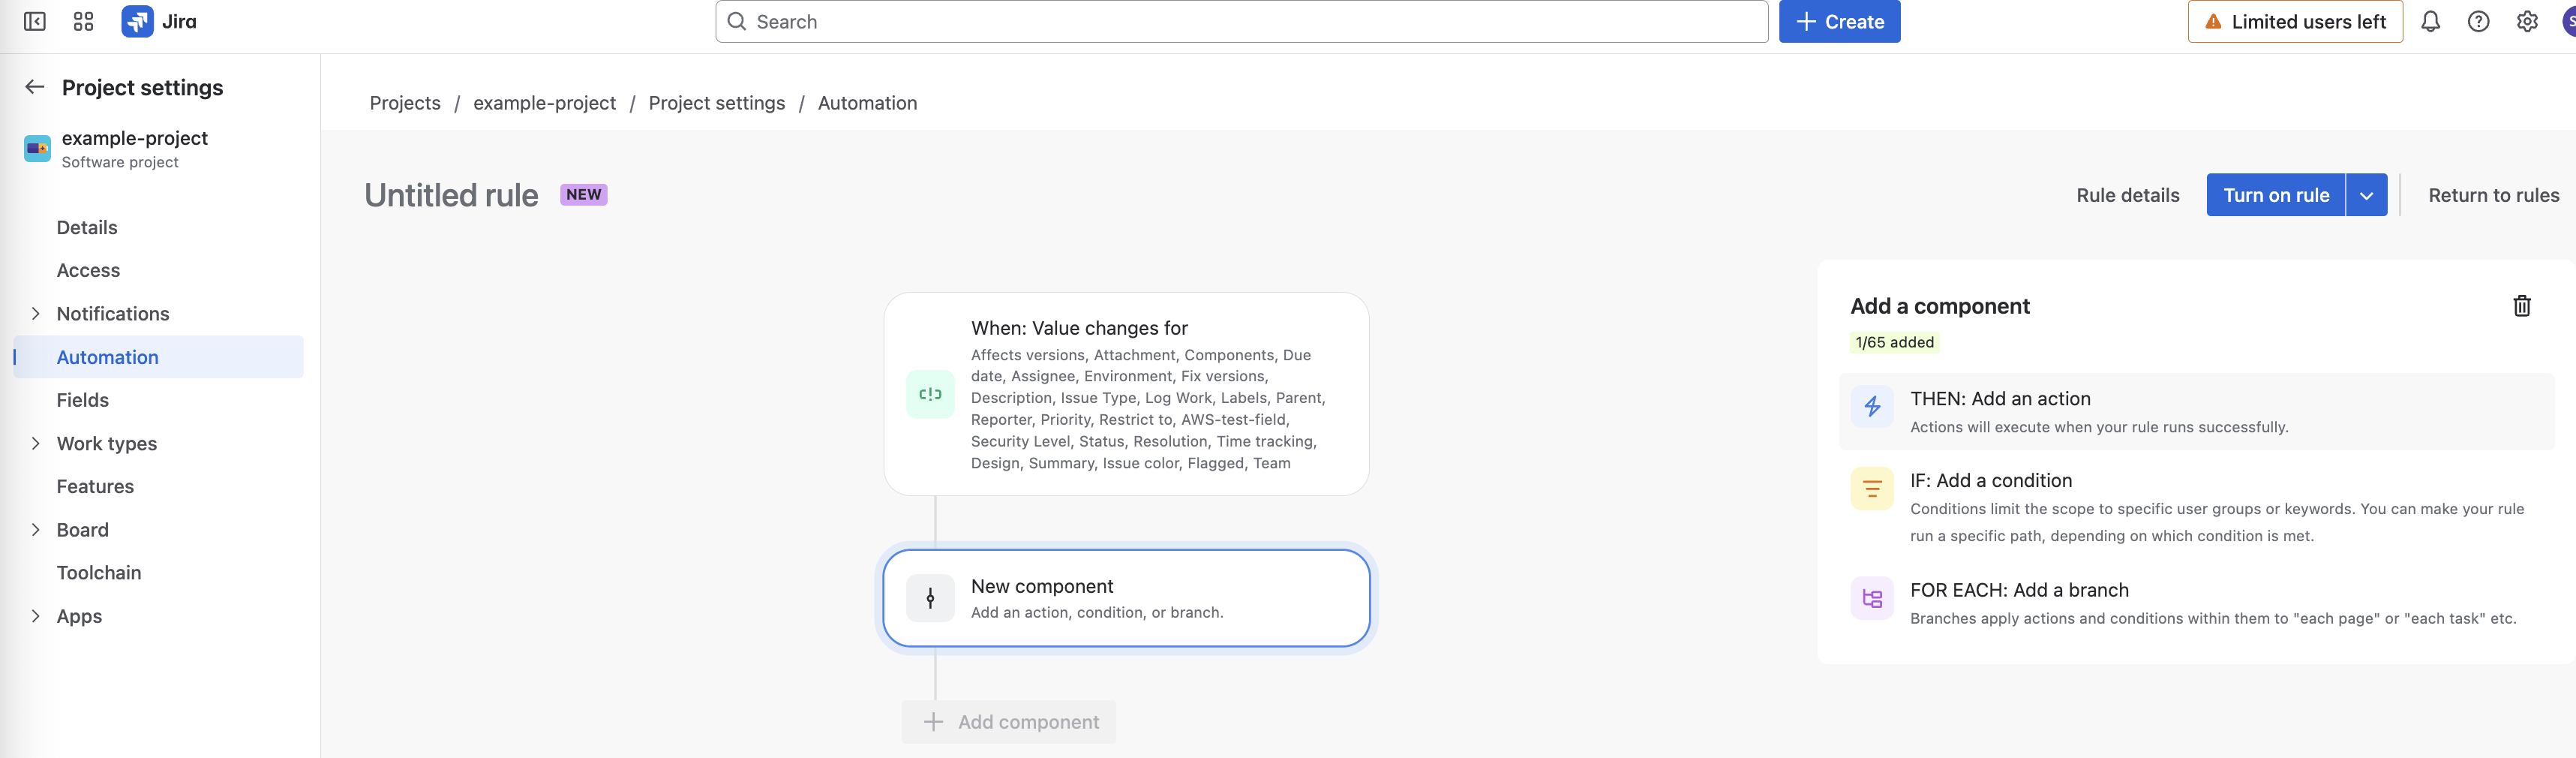 Jira
Search
Create
Limited users left
Project settings
example-project
Software project
Details
Access
Notifications
Automation
Fields
Work types
Features
Board
Toolchain
Apps
Projects / example-project / Project settings / Automation
Untitled rule NEW
Rule details
Turn on rule
Return to rules
When: Value changes for
Affects versions, Attachment, Components, Due
date, Assignee, Environment, Fix versions,
Description, Issue Type, Log Work, Labels, Parent,
Reporter, Priority, Restrict to, AWS-test-field,
Security Level, Status, Resolution, Time tracking,
Design, Summary, Issue color, Flagged, Team
New component
Add an action, condition, or branch.
Add component
Add a component
1/65 added
THEN: Add an action
Actions will execute when your rule runs successfully.
IF: Add a condition
Conditions limit the scope to specific user groups or keywords. You can make your rule
run a specific path, depending on which condition is met.
FOR EACH: Add a branch
Branches apply actions and conditions within them to "each page" or "each task" etc.